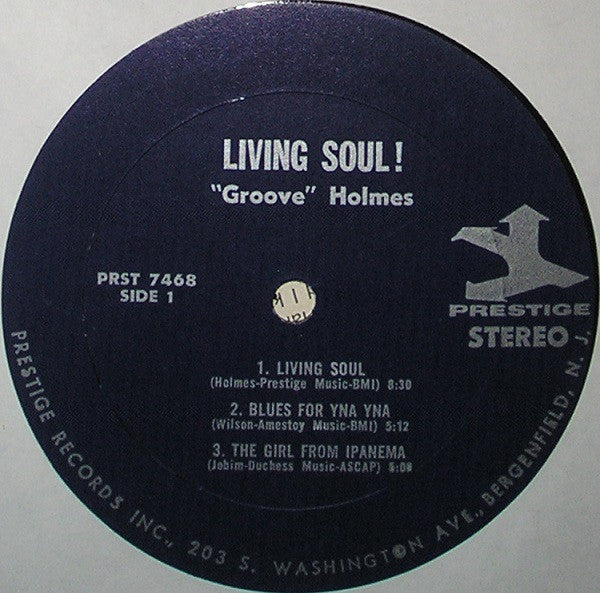 LIVING SOUL!
"Groove" Holmes
PRST 7468
SIDE 1
PRESTIGE
STEREO
1. LIVING SOUL
(Holmes-Prestige Music-BMI) 8:30
2. BLUES FOR YNA YNA
(Wilson-Amestoy Music-BMI) 5:12
3. THE GIRL FROM IPANEMA
(Jobim-Duchess Music-ASCAP)
PRESTIGE RECORDS INC., 203 S. WASHINGTON AVE., BERGENFIELD, N. J.